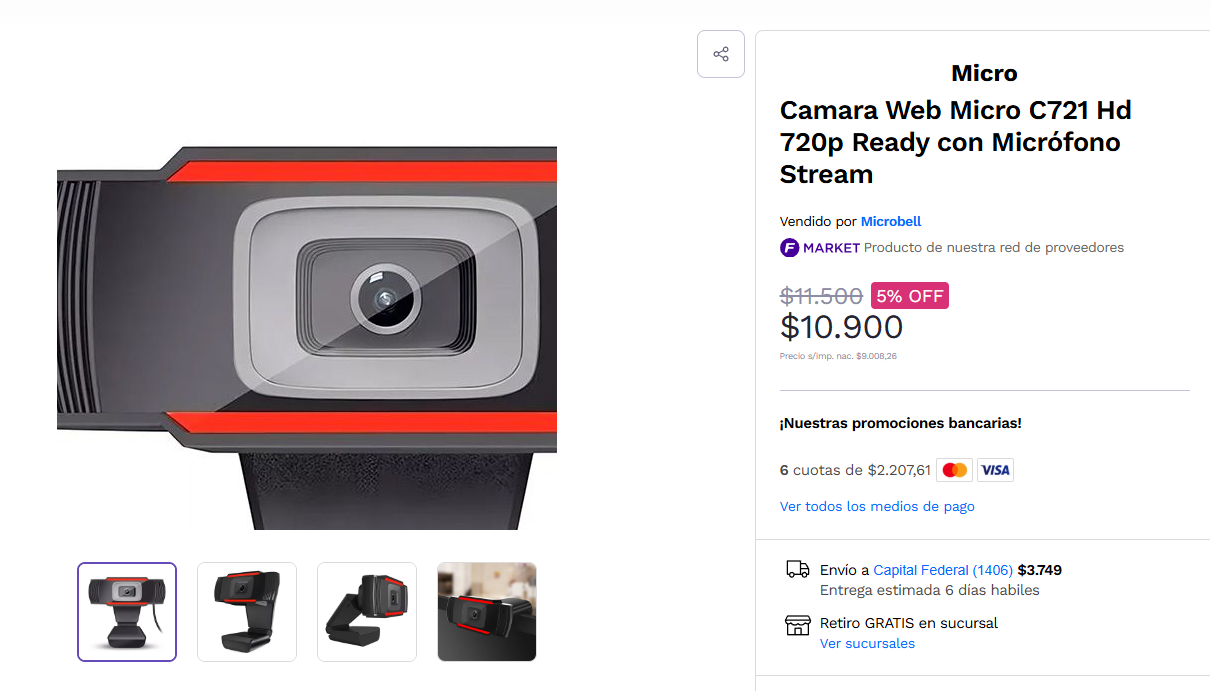 Micro
Camara Web Micro C721 Hd
720p Ready con Micrófono
Stream
Vendido por Microbell
F MARKET Producto de nuestra red de proveedores
$11.500 5% OFF
$10.900
Precio s/imp. nac. $9.008,26
¡Nuestras promociones bancarias!
6 cuotas de $2.207,61 VISA
Ver todos los medios de pago
Envío a Capital Federal (1406) $3.749
Entrega estimada 6 días habiles
Retiro GRATIS en sucursal
Ver sucursales